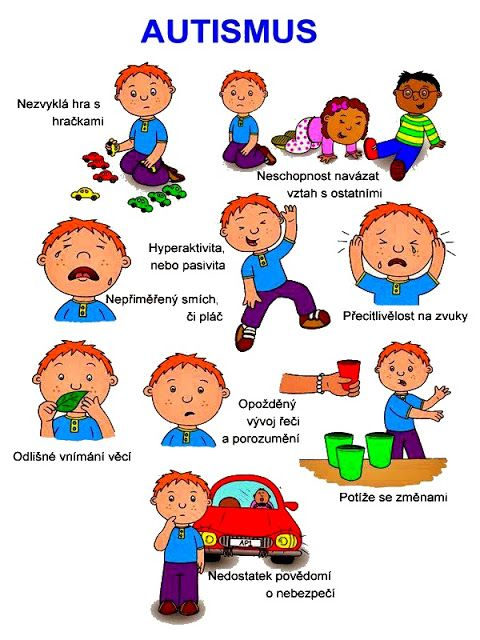 AUTISMUS
Nezvyklá hra s
hračkami
Neschopnost navázat
vztah s ostatními
Hyperaktivita,
nebo pasivita
Nepřiměřený smích,
či pláč
Přecitlivělost na zvuky
Odlišné vnímání věcí
Opožděný
vývoj řeči
a porozumění
Potíže se změnami
AP1
Nedostatek povědomí
o nebezpečí